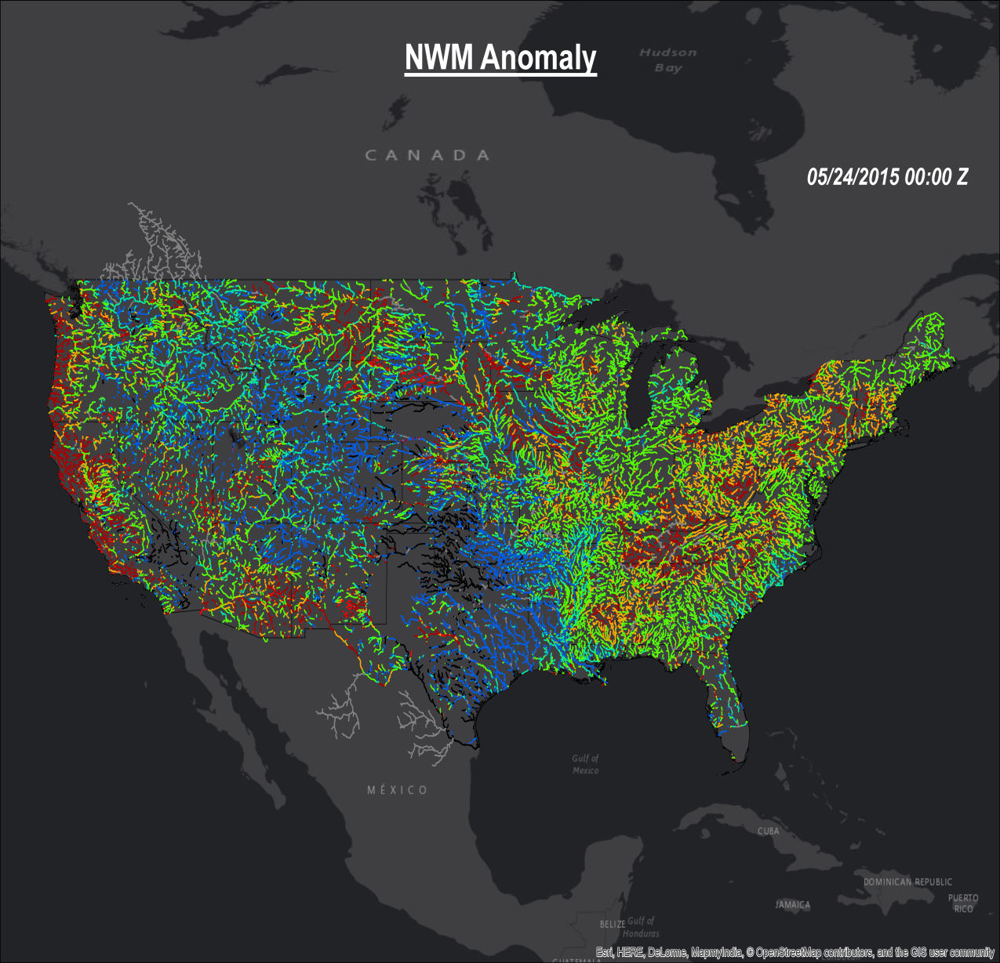 NWM Anomaly
Hudson
Bay
CANADA
05/24/2015 00:00 Z
Gulf of
Mexico
MÉXICO
CUBA
DOMINICAN REPUBLIC
JAMAICA
PUERTO
RICO
BELIZE
Gulf of
Honduras
Esri, HERE, DeLorme, MapmyIndia, © OpenStreetMap contributors, and the GIS user community
GUATEMALA